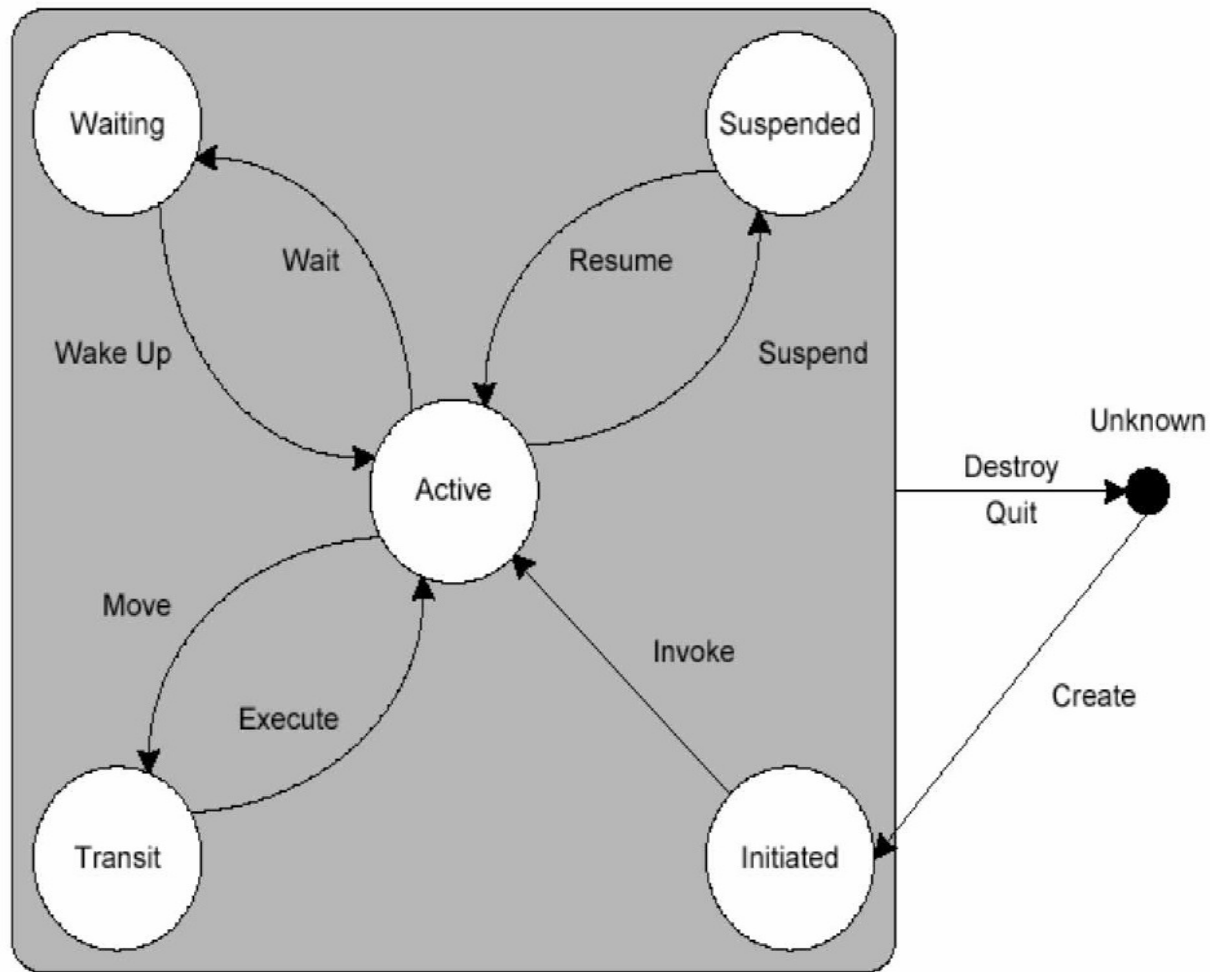 Waiting
Suspended
Wait
Resume
Wake Up
Suspend
Unknown
Destroy
Quit
Active
Move
Invoke
Create
Execute
Transit
Initiated